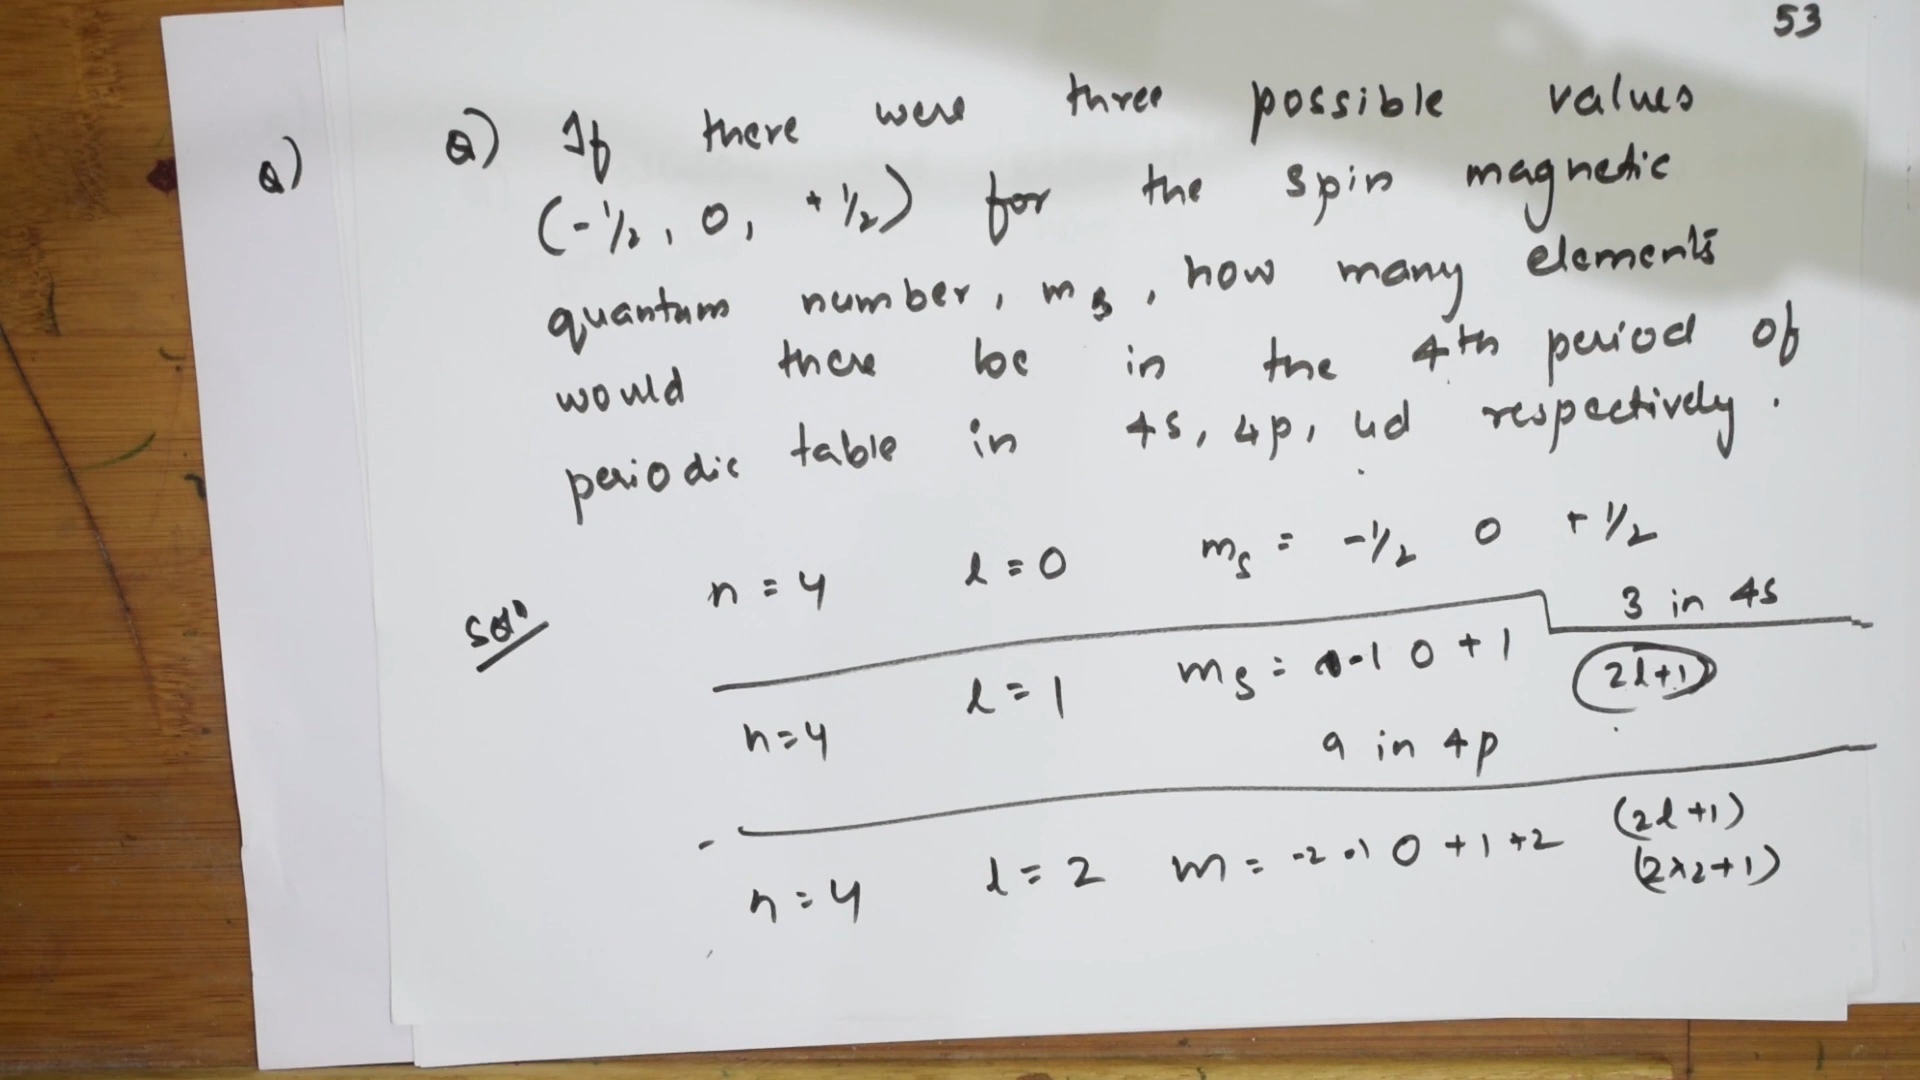 53
Q)
Q) If there were three possible values
(-1/2, 0, +1/2) for the spin magnetic
quantum number, ms, how many elements
would there be in the 4th period of
periodic table in 4s, 4p, 4d respectively.
Soln
n = 4 l = 0 ms = -1/2 0 +1/2
3 in 4s
n = 4 l = 1 ms = -1 0 +1 (2l+1)
9 in 4p
n = 4 l = 2 m = -2 -1 0 +1 +2 (2l+1)
(2x2+1)